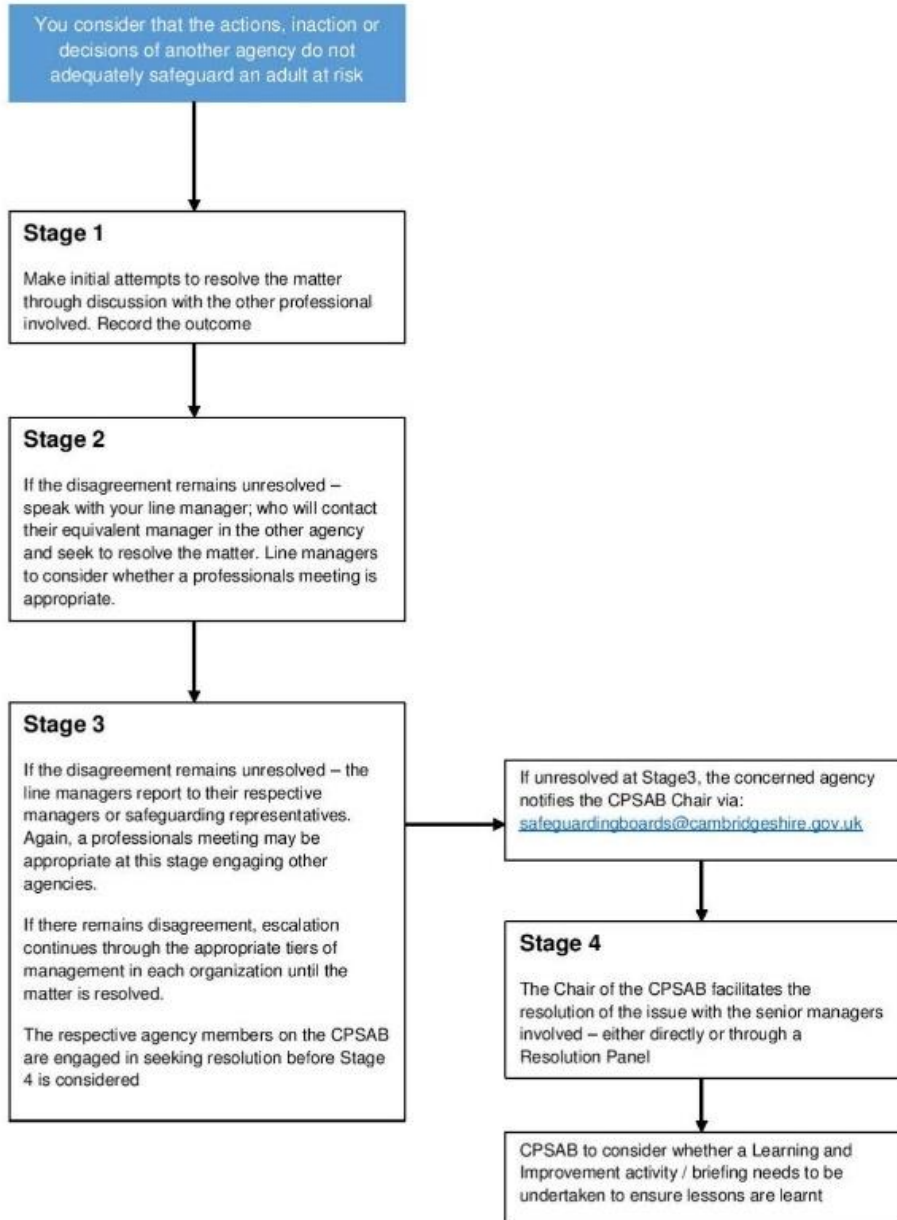 You consider that the actions, inaction or
decisions of another agency do not
adequately safeguard an adult at risk
Stage 1
Make initial attempts to resolve the matter
through discussion with the other professional
involved. Record the outcome
Stage 2
If the disagreement remains unresolved –
speak with your line manager; who will contact
their equivalent manager in the other agency
and seek to resolve the matter. Line managers
to consider whether a professionals meeting is
appropriate.
Stage 3
If the disagreement remains unresolved – the
line managers report to their respective
managers or safeguarding representatives.
Again, a professionals meeting may be
appropriate at this stage engaging other
agencies.
If there remains disagreement, escalation
continues through the appropriate tiers of
management in each organization until the
matter is resolved.
The respective agency members on the CPSAB
are engaged in seeking resolution before Stage
4 is considered
If unresolved at Stage3, the concerned agency
notifies the CPSAB Chair via:
safeguardingboards@cambridgeshire.gov.uk
Stage 4
The Chair of the CPSAB facilitates the
resolution of the issue with the senior managers
involved – either directly or through a
Resolution Panel
CPSAB to consider whether a Learning and
Improvement activity / briefing needs to be
undertaken to ensure lessons are learnt